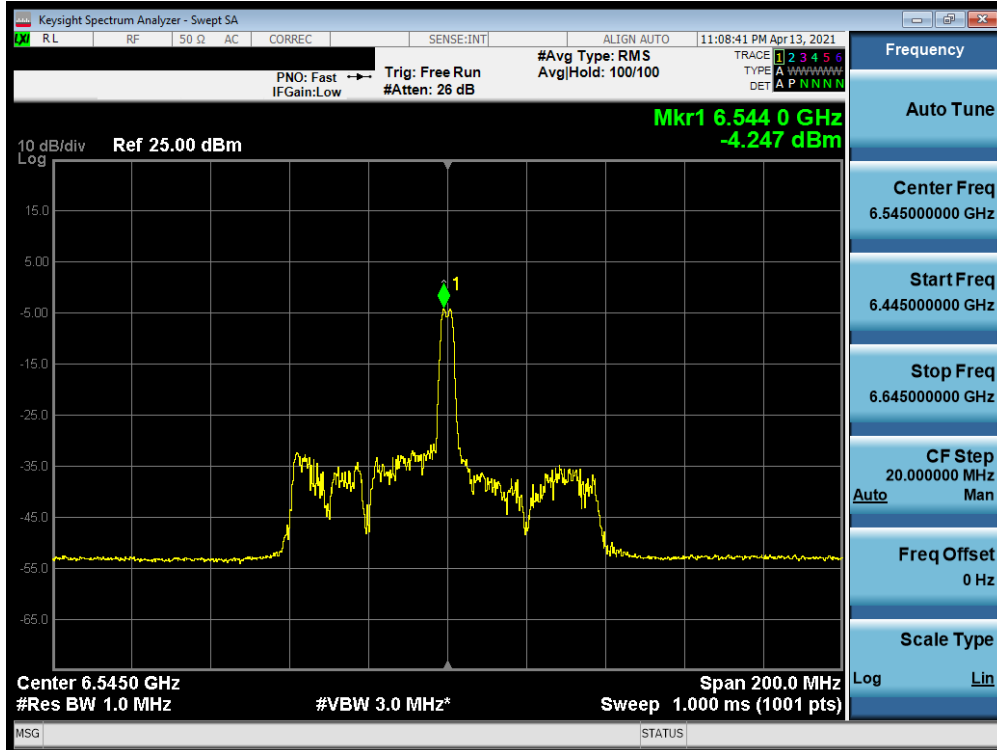 Keysight Spectrum Analyzer - Swept SA
LXI RL RF 50 Ω AC CORREC SENSE:INT ALIGN AUTO 11:08:41 PM Apr 13, 2021
PNO: Fast
IFGain:Low
Trig: Free Run
#Atten: 26 dB
#Avg Type: RMS
Avg|Hold: 100/100
TRACE 1 2 3 4 5 6
TYPE A W W W W W
DET A P N N N N
Mkr1 6.544 0 GHz
-4.247 dBm
10 dB/div Ref 25.00 dBm
Log
15.0
5.00
-5.00
-15.0
-25.0
-35.0
-45.0
-55.0
-65.0
1
Center 6.5450 GHz Span 200.0 MHz
#Res BW 1.0 MHz #VBW 3.0 MHz* Sweep 1.000 ms (1001 pts)
MSG STATUS
Frequency
Auto Tune
Center Freq
6.545000000 GHz
Start Freq
6.445000000 GHz
Stop Freq
6.645000000 GHz
CF Step
20.000000 MHz
Auto Man
Freq Offset
0 Hz
Scale Type
Log Lin